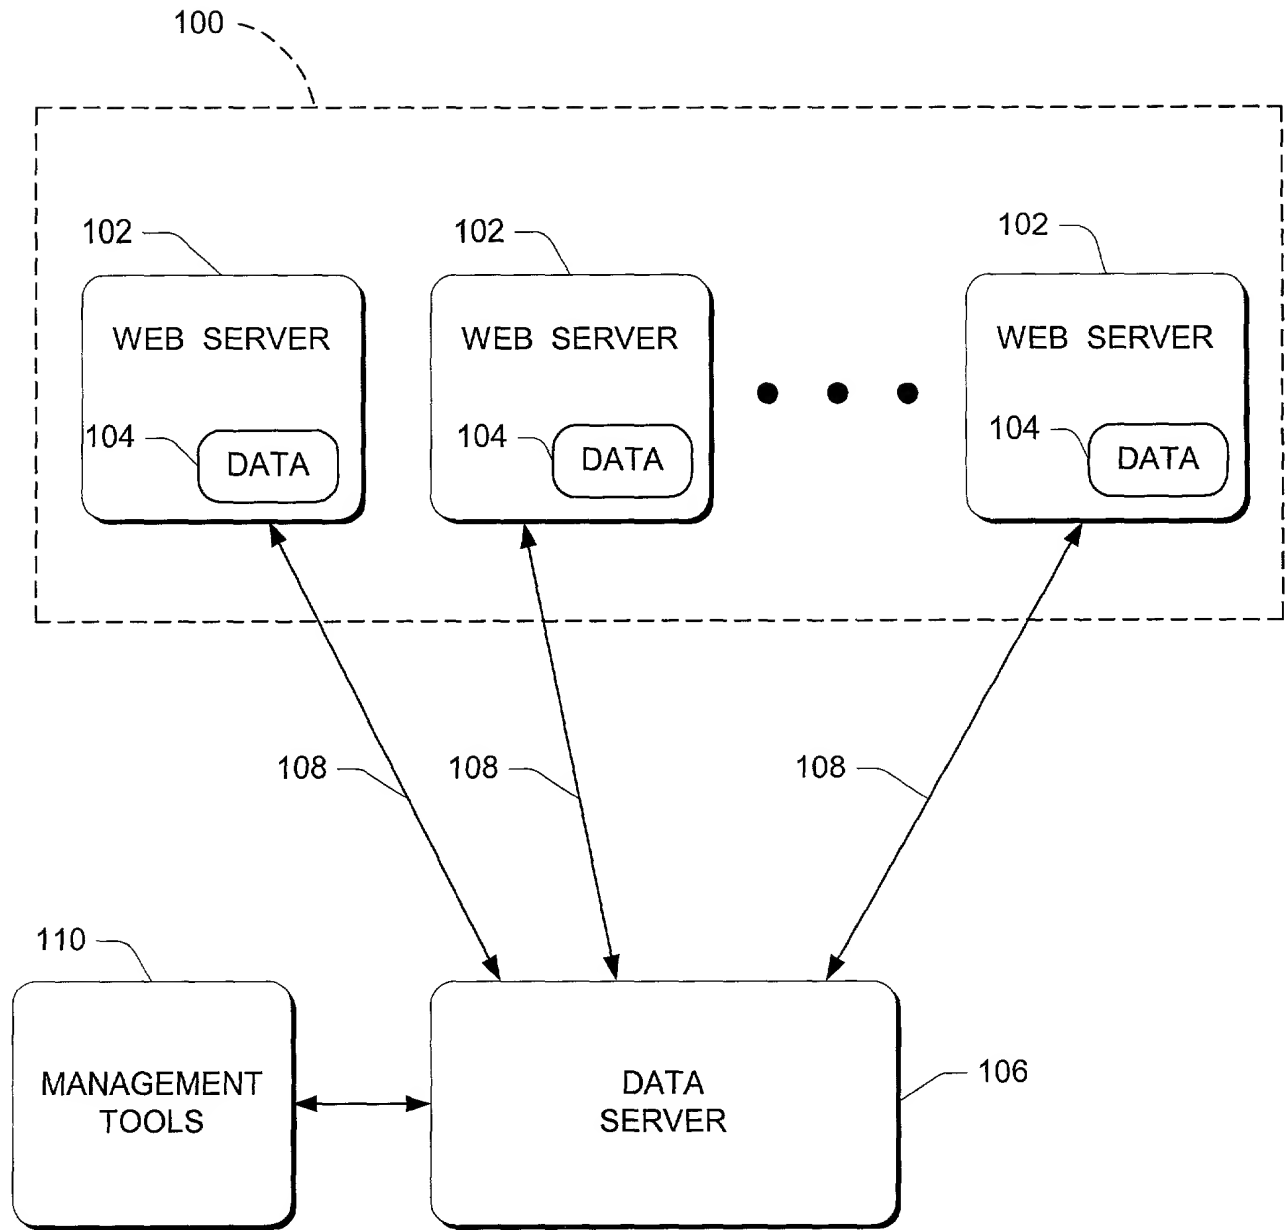 100
102
102
102
WEB SERVER
WEB SERVER
WEB SERVER
104
DATA
104
DATA
104
DATA
108
108
108
110
MANAGEMENT
TOOLS
DATA
SERVER
106